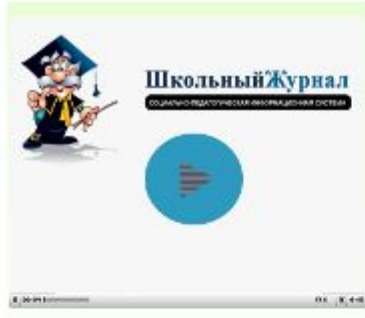 ШкольныйЖурнал
СОЦИАЛЬНО-ПЕДАГОГИЧЕСКАЯ ИНФОРМАЦИОННАЯ СИСТЕМА